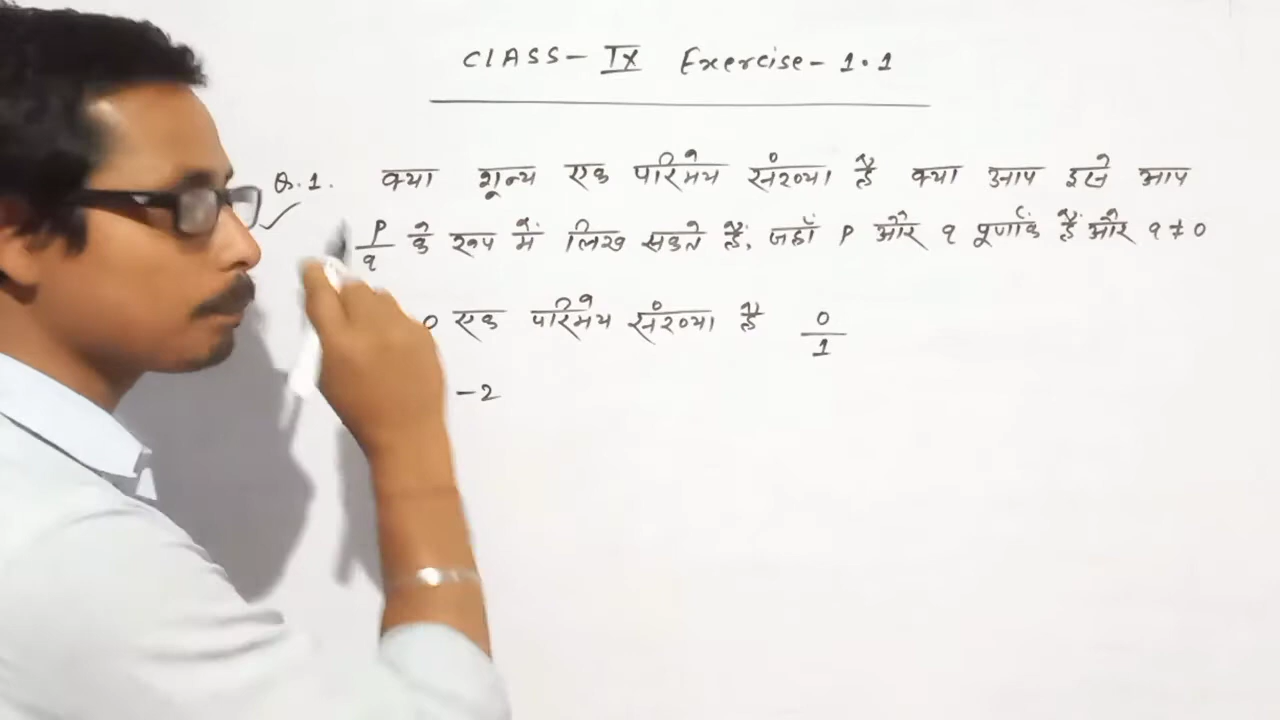 CLASS - IX Exercise - 1.1
Q.1. क्या शून्य एक परिमेय संख्या है क्या आप इसे आप
p/q के रूप में लिख सकते हैं, जहाँ p और q पूर्णांक हैं और q ≠ 0
0 एक परिमेय संख्या है 0/1
-2